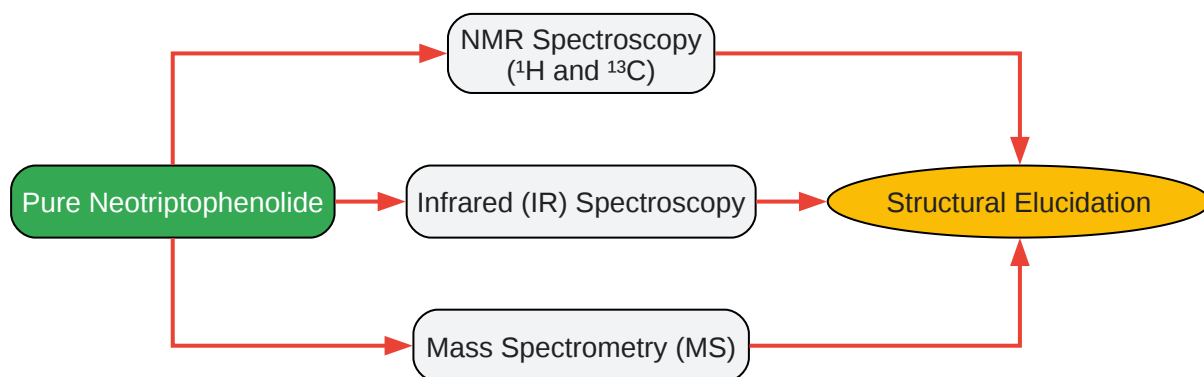 NMR Spectroscopy
(¹H and ¹³C)
Pure Neotriptophenolide
Infrared (IR) Spectroscopy
Structural Elucidation
Mass Spectrometry (MS)